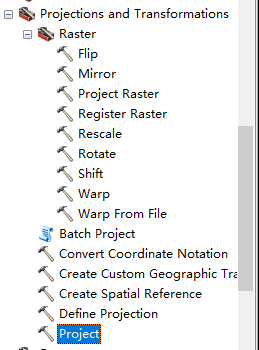 Projections and Transformations
Raster
Flip
Mirror
Project Raster
Register Raster
Rescale
Rotate
Shift
Warp
Warp From File
Batch Project
Convert Coordinate Notation
Create Custom Geographic Tra
Create Spatial Reference
Define Projection
Project